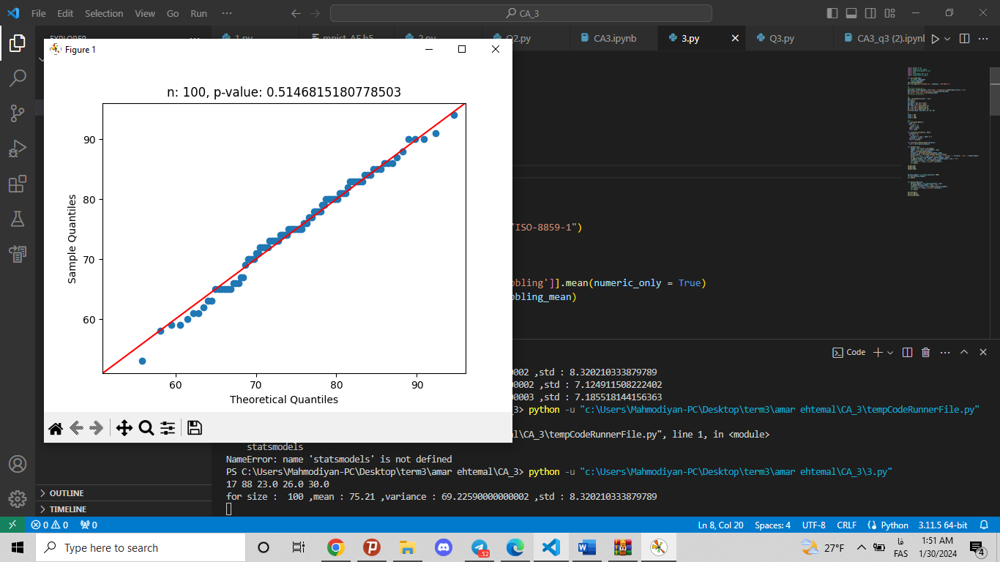 File Edit Selection View Go Run ···
CA_3
EXPLORER
1.py
mnist_AE.h5
2.py
Q2.py
CA3.ipynb
3.py
Q3.py
CA3_q3 (2).ipynb
Figure 1
n: 100, p-value: 0.5146815180778503
90
80
70
60
Sample Quantiles
60 70 80 90
Theoretical Quantiles
"ISO-8859-1")
bbling']].mean(numeric_only = True)
bbling_mean)
Code
0002 ,std : 8.320210333879789
0002 ,std : 7.124911508222402
0003 ,std : 7.185518144156363
_3> python -u "c:\Users\Mahmodiyan-PC\Desktop\term3\amar ehtemal\CA_3\tempCodeRunnerFile.py"
al\CA_3\tempCodeRunnerFile.py", line 1, in <module>
statsmodels
NameError: name 'statsmodels' is not defined
PS C:\Users\Mahmodiyan-PC\Desktop\term3\amar ehtemal\CA_3> python -u "c:\Users\Mahmodiyan-PC\Desktop\term3\amar ehtemal\CA_3\3.py"
17 88 23.0 26.0 30.0
for size :  100 ,mean : 75.21 ,variance : 69.22590000000002 ,std : 8.320210333879789
OUTLINE
TIMELINE
0 0 0
Ln 8, Col 20 Spaces: 4 UTF-8 CRLF Python 3.11.5 64-bit
Type here to search
52
27°F
فا
FAS
1:51 AM
1/30/2024
4